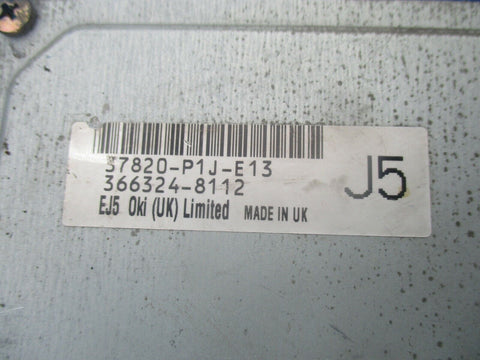 37820-P1J-E13
366324-8112
EJ5 Oki (UK) Limited MADE IN UK
J5